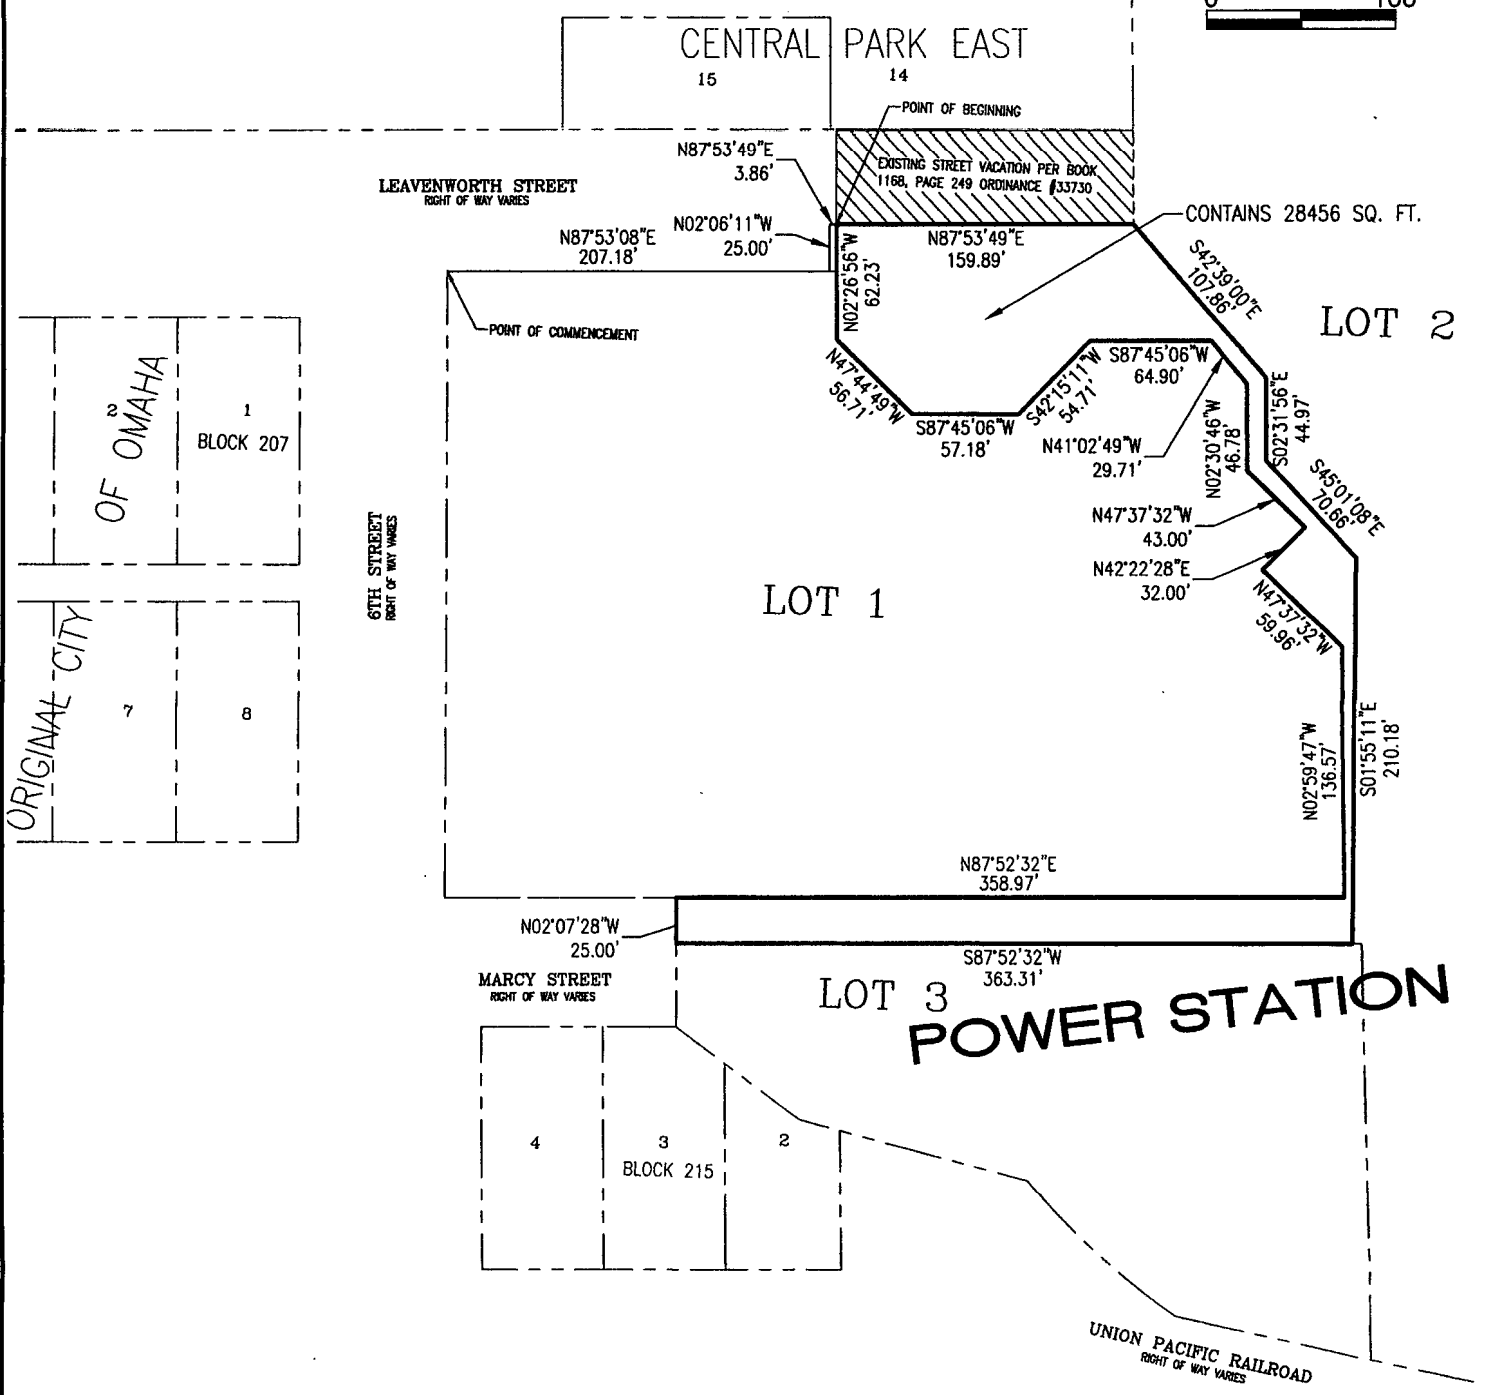 0 100
CENTRAL PARK EAST
15
14
POINT OF BEGINNING
N87°53'49"E
3.86'
EXISTING STREET VACATION PER BOOK
1168, PAGE 249 ORDINANCE #33730
LEAVENWORTH STREET
RIGHT OF WAY VARIES
N02°06'11"W
25.00'
CONTAINS 28456 SQ. FT.
N87°53'08"E
207.18'
N87°53'49"E
159.89'
N02°26'56"W
62.23'
S42°39'00"E
107.86'
LOT 2
POINT OF COMMENCEMENT
N47°44'49"W
56.71'
S87°45'06"W
57.18'
S42°15'11"W
54.71'
S87°45'06"W
64.90'
N41°02'49"W
29.71'
N02°30'46"W
46.78'
S02°31'56"E
44.97'
S45°01'08"E
70.66'
2
1
BLOCK 207
OF OMAHA
6TH STREET
RIGHT OF WAY VARIES
N47°37'32"W
43.00'
N42°22'28"E
32.00'
N47°37'32"W
59.96'
LOT 1
ORIGINAL CITY
7
8
N02°59'47"W
136.57'
S01°55'11"E
210.18'
N87°52'32"E
358.97'
N02°07'28"W
25.00'
S87°52'32"W
363.31'
MARCY STREET
RIGHT OF WAY VARIES
LOT 3
POWER STATION
4
3
2
BLOCK 215
UNION PACIFIC RAILROAD
RIGHT OF WAY VARIES